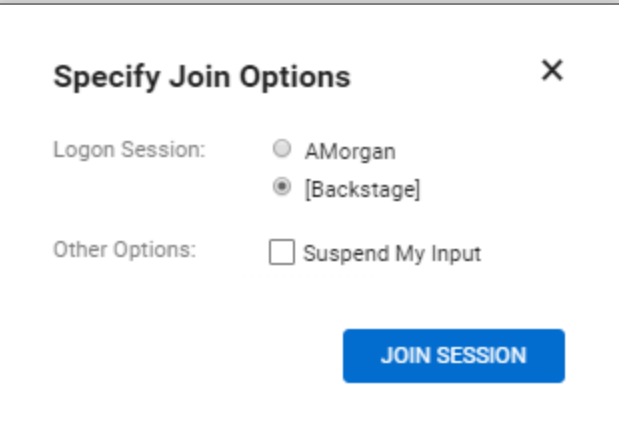 Specify Join Options
Logon Session: AMorgan
[Backstage]
Other Options: Suspend My Input
JOIN SESSION